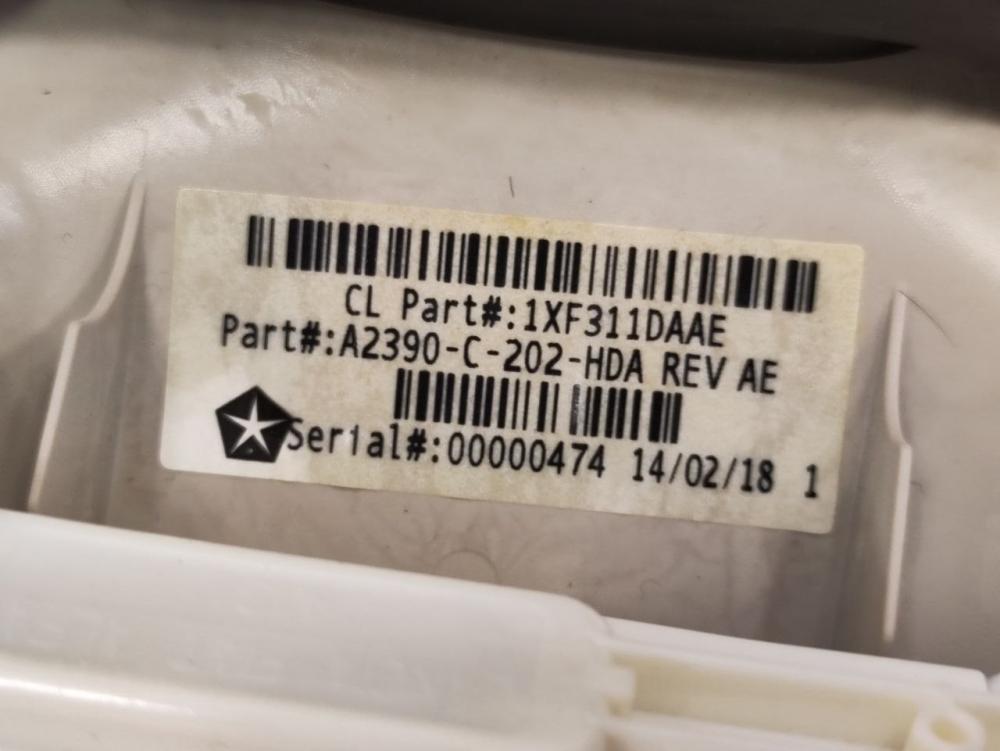 CL Part#:1XF311DAAE
Part#:A2390-C-202-HDA REV AE
Serial#:00000474 14/02/18 1